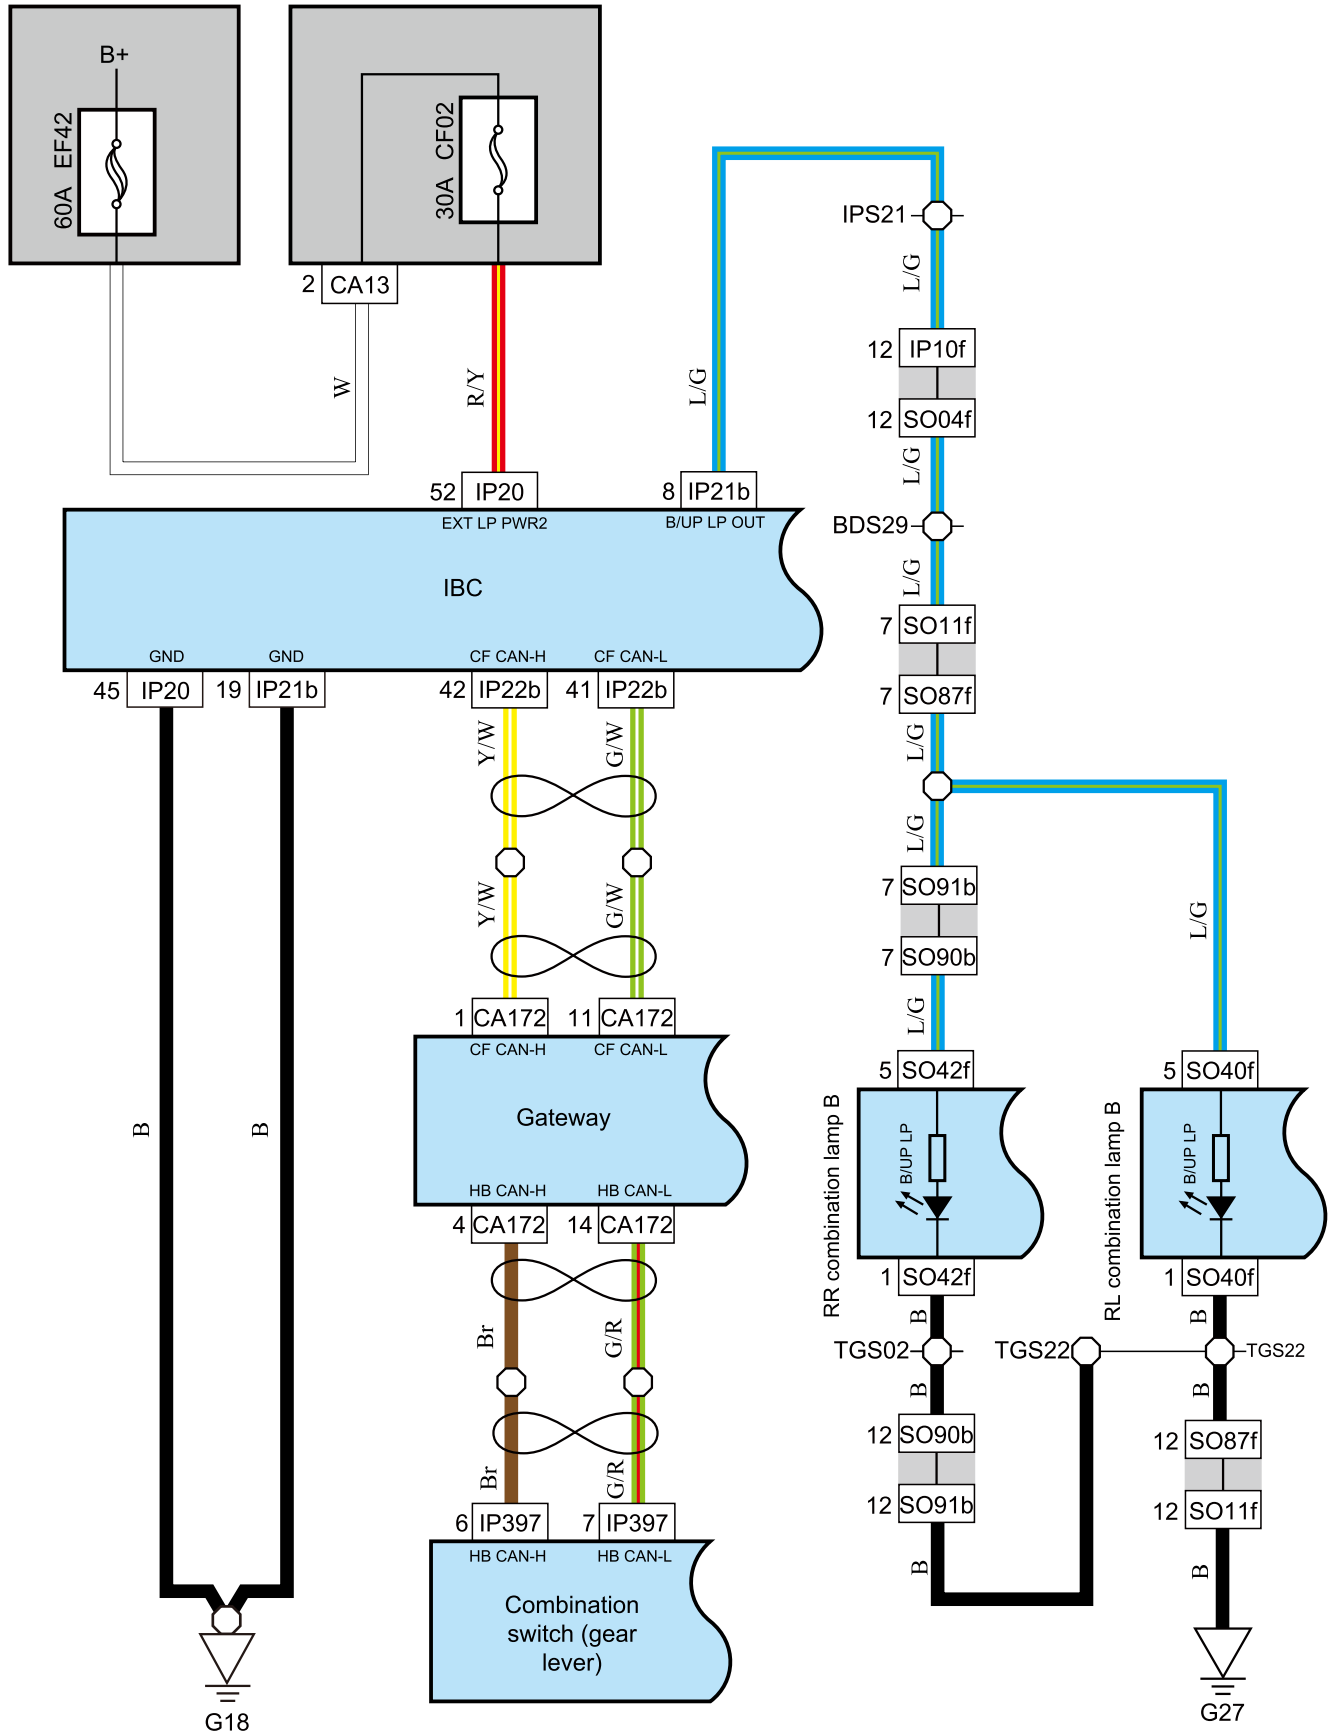 B+
60A EF42
30A CF02
2 CA13
W
R/Y
L/G
IPS21
L/G
12 IP10f
12 SO04f
L/G
BDS29
L/G
7 SO11f
7 SO87f
L/G
L/G
7 SO91b
7 SO90b
L/G
L/G
52 IP20
8 IP21b
EXT LP PWR2
B/UP LP OUT
IBC
GND
GND
CF CAN-H
CF CAN-L
45 IP20
19 IP21b
42 IP22b
41 IP22b
Y/W
G/W
Y/W
G/W
B
B
1 CA172
11 CA172
CF CAN-H
CF CAN-L
Gateway
HB CAN-H
HB CAN-L
4 CA172
14 CA172
Br
G/R
Br
G/R
6 IP397
7 IP397
HB CAN-H
HB CAN-L
Combination
switch (gear
lever)
G18
5 SO42f
5 SO40f
RR combination lamp B
B/UP LP
RL combination lamp B
B/UP LP
1 SO42f
1 SO40f
B
B
TGS02
TGS22
TGS22
B
B
12 SO90b
12 SO91b
12 SO87f
12 SO11f
B
B
G27